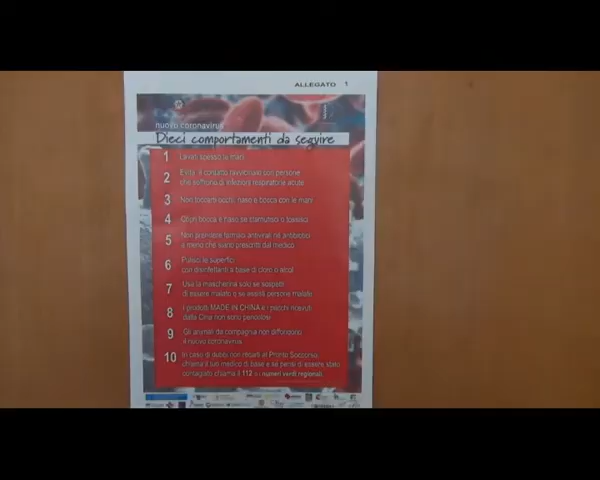 ALLEGATO 1
nuovo coronavirus
Dieci comportamenti da seguire
1 Lavati spesso le mani
2 Evita il contatto ravvicinato con persone
che soffrono di infezioni respiratorie acute
3 Non toccarti occhi, naso e bocca con le mani
4 Copri bocca e naso se starnutisci o tossisci
5 Non prendere farmaci antivirali né antibiotici
a meno che siano prescritti dal medico
6 Pulisci le superfici
con disinfettanti a base di cloro o alcol
7 Usa la mascherina solo se sospetti
di essere malato o se assisti persone malate
8 I prodotti MADE IN CHINA e i pacchi ricevuti
dalla Cina non sono pericolosi
9 Gli animali da compagnia non diffondono
il nuovo coronavirus
10 In caso di dubbi non recarti al Pronto Soccorso,
chiama il tuo medico di base e se pensi di essere stato
contagiato chiama il 112 o i numeri verdi regionali.